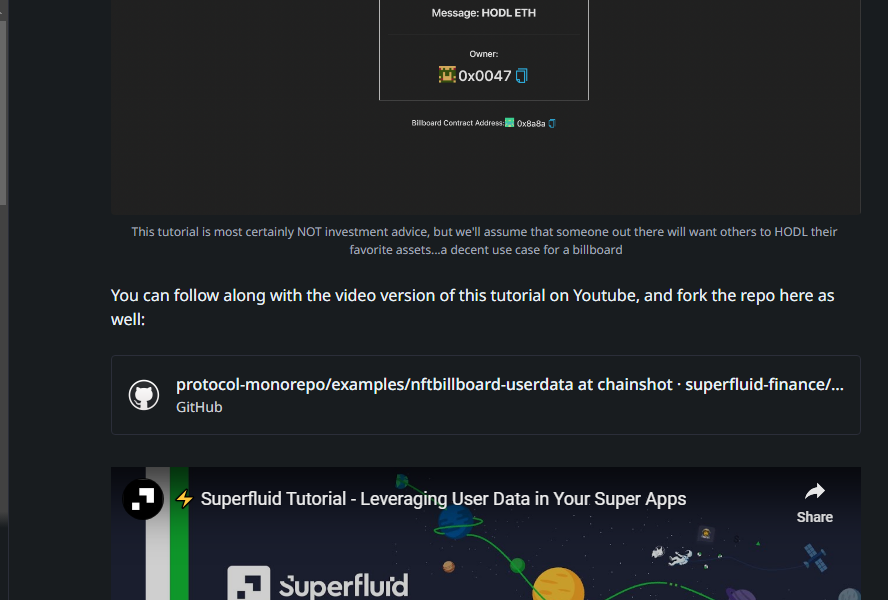 Message: HODL ETH
Owner:
0x0047
Billboard Contract Address: 0x8a8a
This tutorial is most certainly NOT investment advice, but we'll assume that someone out there will want others to HODL their
favorite assets...a decent use case for a billboard
You can follow along with the video version of this tutorial on Youtube, and fork the repo here as
well:
protocol-monorepo/examples/nftbillboard-userdata at chainshot · superfluid-finance/...
GitHub
⚡ Superfluid Tutorial - Leveraging User Data in Your Super Apps
Share
Superfluid